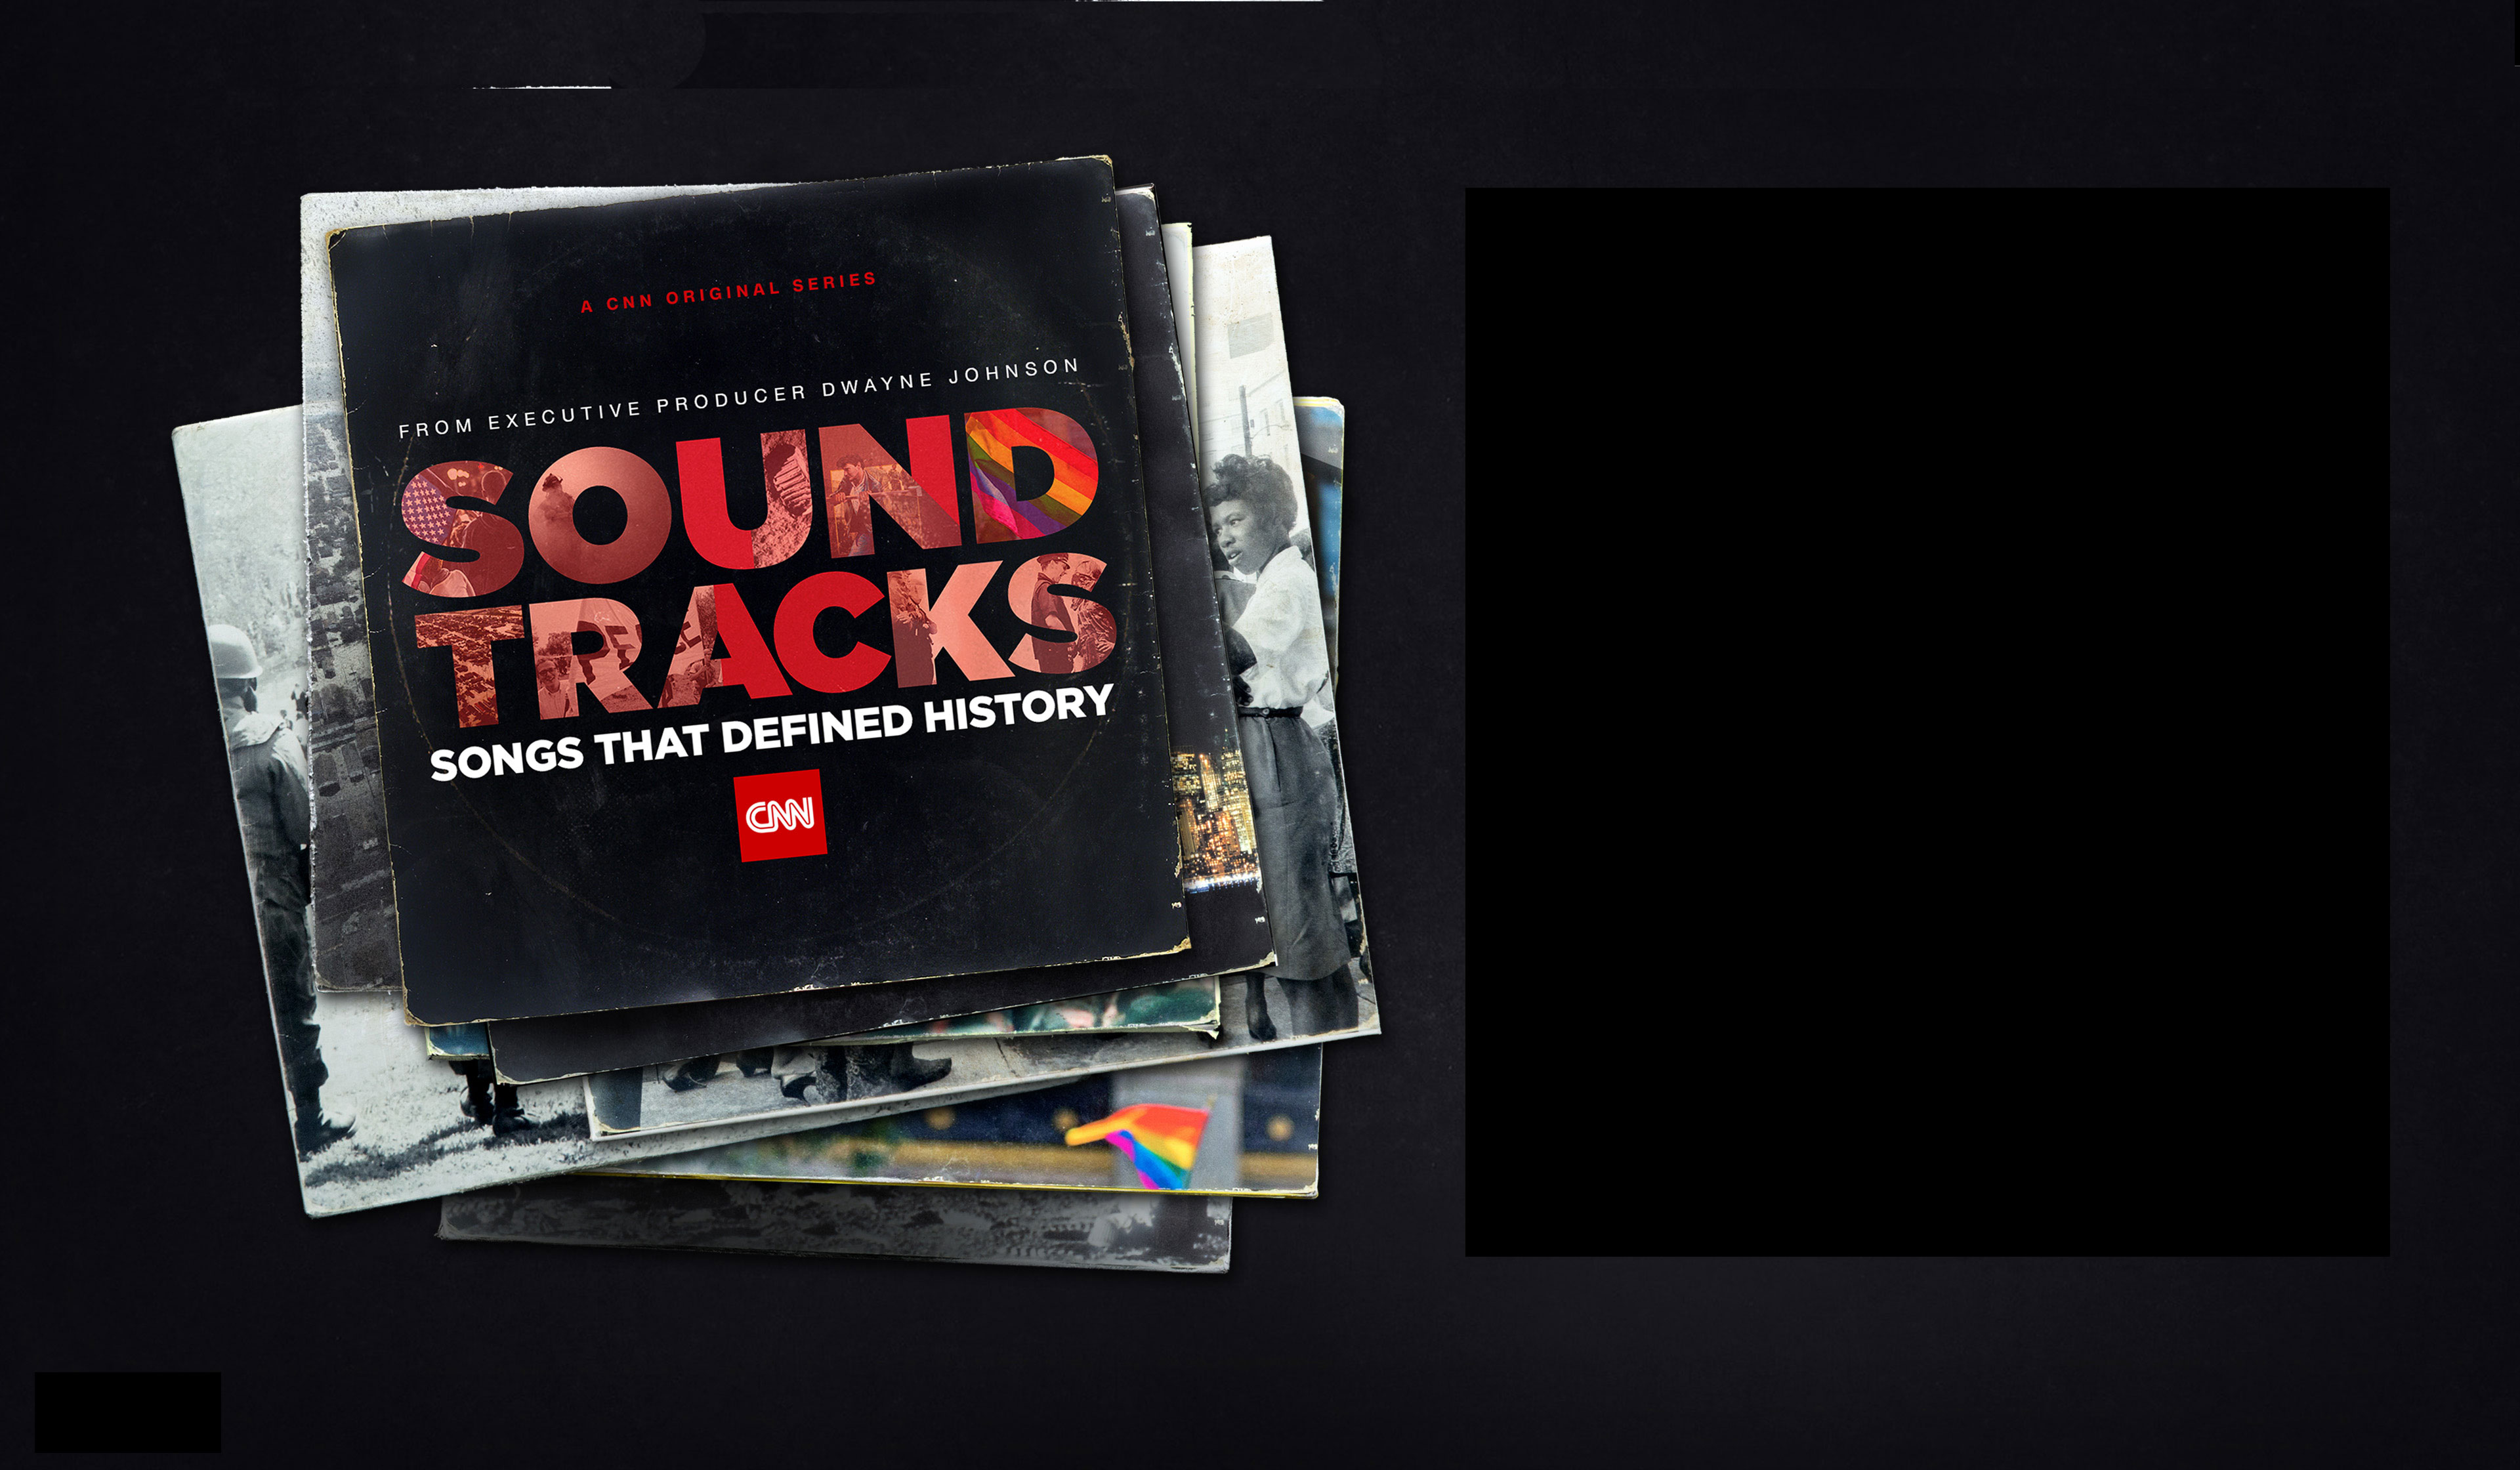 A CNN ORIGINAL SERIES
FROM EXECUTIVE PRODUCER DWAYNE JOHNSON
SOUND
TRACKS
SONGS THAT DEFINED HISTORY
CNN